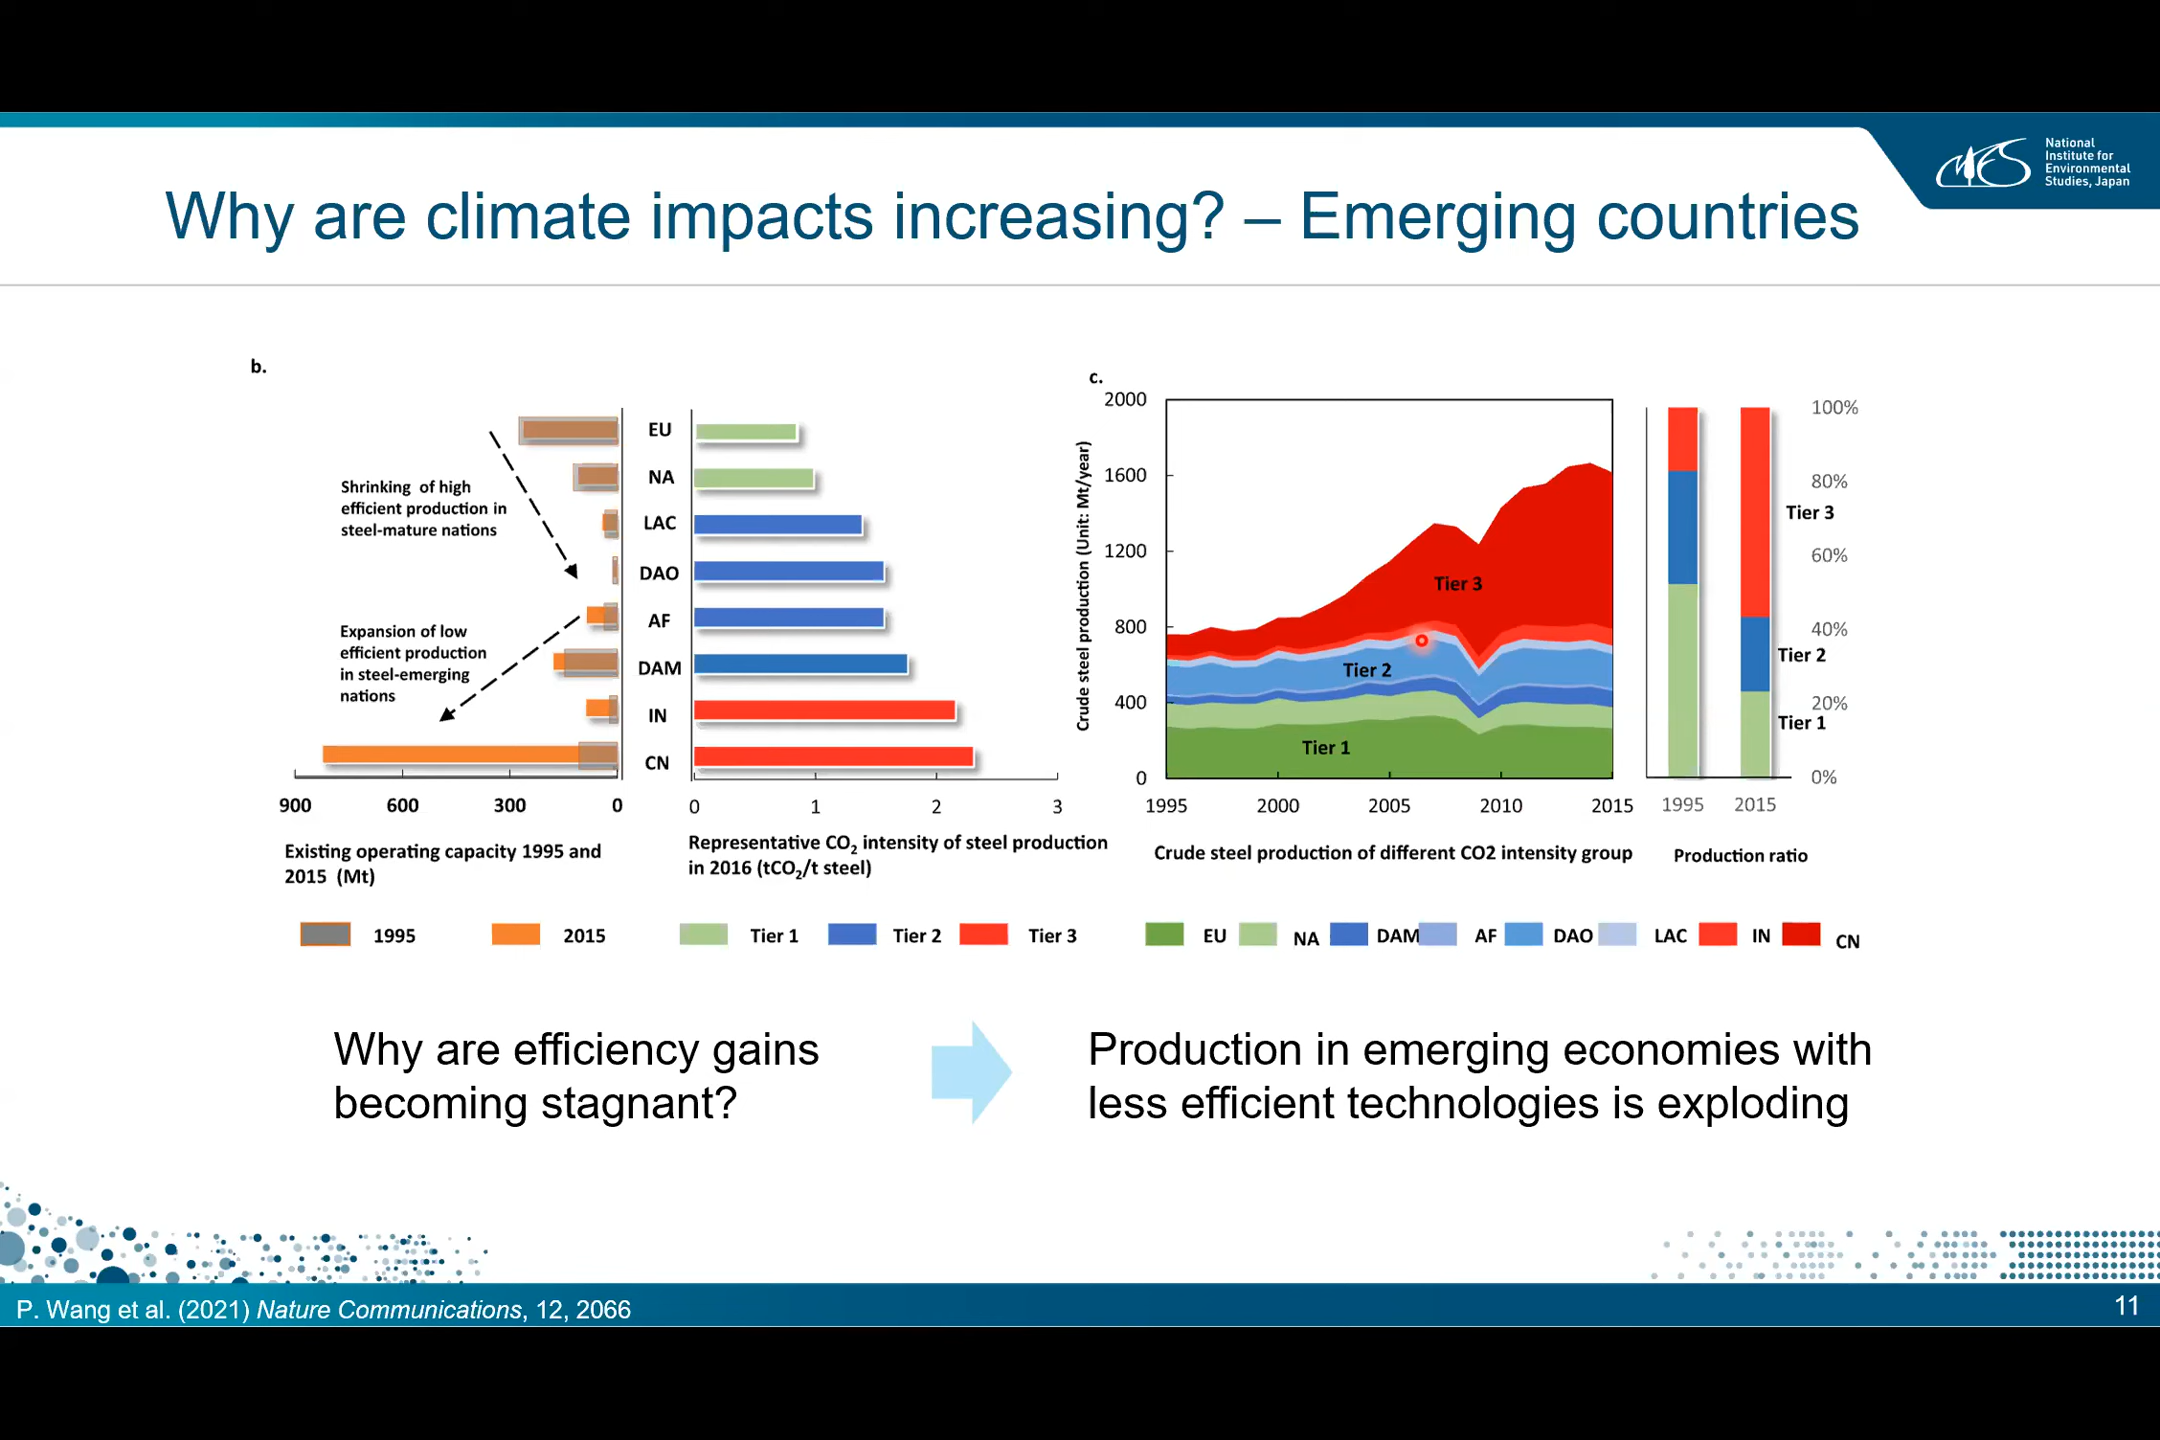 National
Institute for
Environmental
Studies, Japan
Why are climate impacts increasing? – Emerging countries
b.
Shrinking of high
efficient production in
steel-mature nations
Expansion of low
efficient production
in steel-emerging
nations
EU
NA
LAC
DAO
AF
DAM
IN
CN
900 600 300 0
Existing operating capacity 1995 and
2015 (Mt)
0 1 2 3
Representative CO₂ intensity of steel production
in 2016 (tCO₂/t steel)
1995 2015
Tier 1 Tier 2 Tier 3
c.
Crude steel production (Unit: Mt/year)
2000
1600
1200
800
400
0
Tier 3
Tier 2
Tier 1
1995 2000 2005 2010 2015
Crude steel production of different CO2 intensity group
100%
80%
Tier 3
60%
40%
Tier 2
20%
Tier 1
0%
1995 2015
Production ratio
EU NA DAM AF DAO LAC IN CN
Why are efficiency gains
becoming stagnant?
Production in emerging economies with
less efficient technologies is exploding
P. Wang et al. (2021) Nature Communications, 12, 2066
11